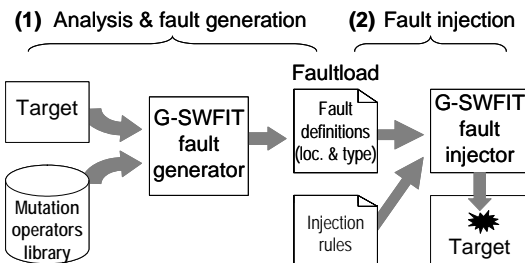 (1) Analysis & fault generation
(2) Fault injection
Target
Mutation
operators
library
G-SWFIT
fault
generator
Faultload
Fault
definitions
(loc. & type)
Injection
rules
G-SWFIT
fault
injector
Target